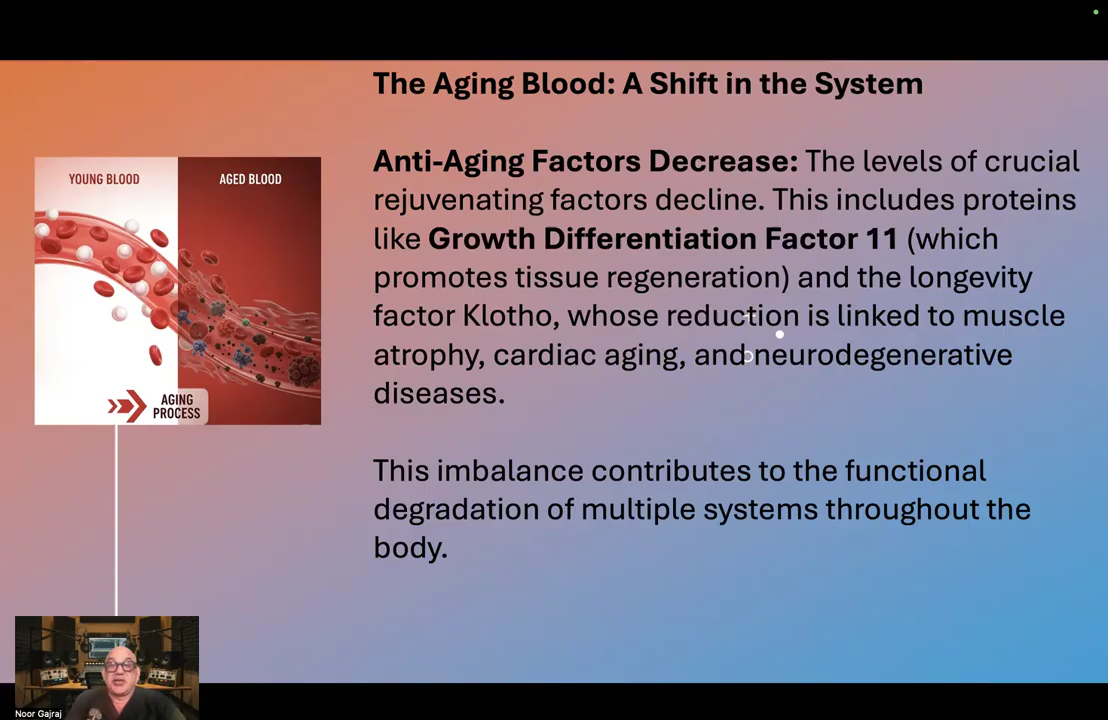 The Aging Blood: A Shift in the System
Anti-Aging Factors Decrease: The levels of crucial
rejuvenating factors decline. This includes proteins
like Growth Differentiation Factor 11 (which
promotes tissue regeneration) and the longevity
factor Klotho, whose reduction is linked to muscle
atrophy, cardiac aging, and neurodegenerative
diseases.
This imbalance contributes to the functional
degradation of multiple systems throughout the
body.
YOUNG BLOOD
AGED BLOOD
AGING
PROCESS
Noor Gajraj